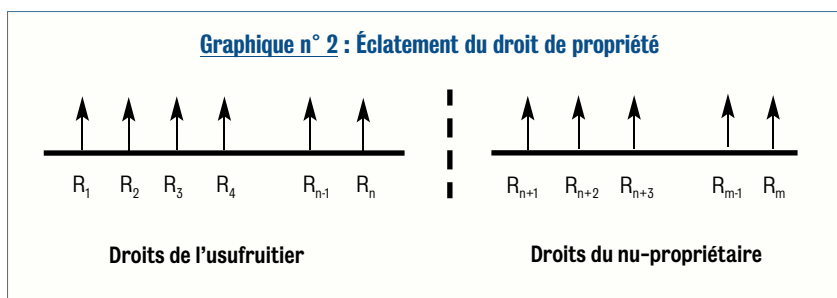 Graphique n° 2 : Éclatement du droit de propriété
R1 R2 R3 R4 Rn-1 Rn Rn+1 Rn+2 Rn+3 Rm-1 Rm
Droits de l'usufruitier Droits du nu-propriétaire